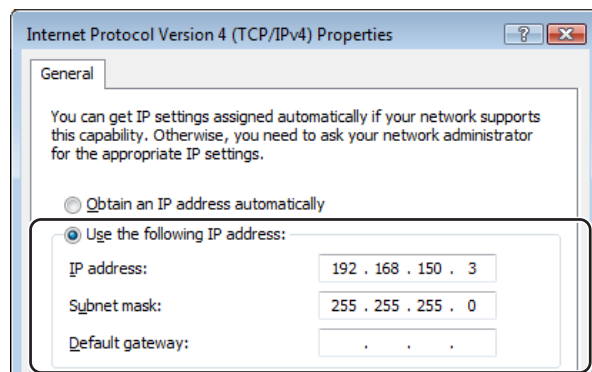 Internet Protocol Version 4 (TCP/IPv4) Properties
General
You can get IP settings assigned automatically if your network supports
this capability. Otherwise, you need to ask your network administrator
for the appropriate IP settings.
Obtain an IP address automatically
Use the following IP address:
IP address: 192 . 168 . 150 . 3
Subnet mask: 255 . 255 . 255 . 0
Default gateway: . . .